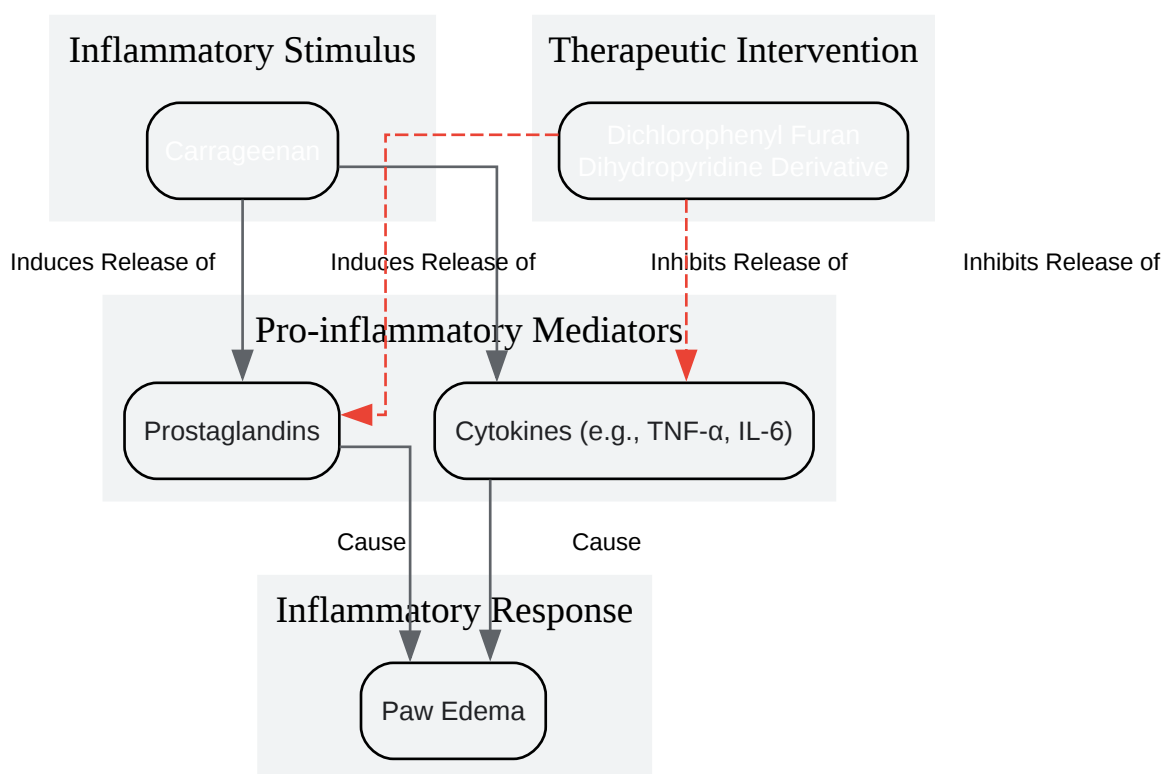 Inflammatory Stimulus
Therapeutic Intervention
Carrageenan
Dichlorophenyl Furan
Dihydropyridine Derivative
Induces Release of
Induces Release of
Inhibits Release of
Inhibits Release of
Pro-inflammatory Mediators
Prostaglandins
Cytokines (e.g., TNF-α, IL-6)
Cause
Cause
Inflammatory Response
Paw Edema